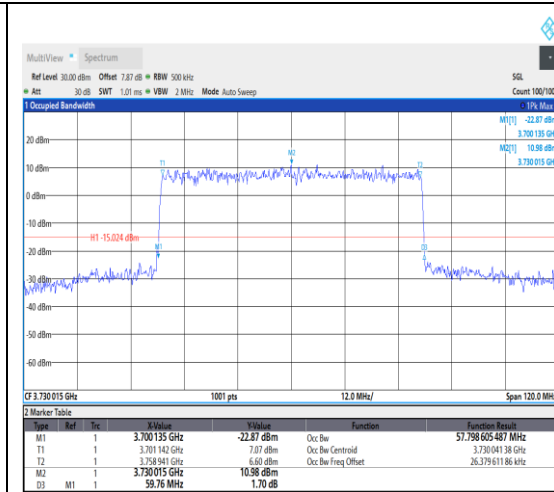 MultiView Spectrum
Ref Level 30.00 dBm Offset 7.87 dB RBW 500 kHz SGL
Att 30 dB SWT 1.01 ms VBW 2 MHz Mode Auto Sweep Count 100/100
1 Occupied Bandwidth 1Pk Max
M1[1] -22.87 dBm
3.700 135 GH
20 dBm
M2[1] 10.98 dBm
3.730 015 GH
T1 M2 T2
10 dBm
0 dBm
-10 dBm
H1 -15.024 dBm
-20 dBm
M1 D3
-30 dBm
-40 dBm
-50 dBm
-60 dBm
CF 3.730 015 GHz 1001 pts 12.0 MHz/ Span 120.0 MHz
2 Marker Table
Type Ref Trc X-Value Y-Value Function Function Result
M1 1 3.700135 GHz -22.87 dBm Occ Bw 57.798 605 487 MHz
T1 1 3.701 142 GHz 7.07 dBm Occ Bw Centroid 3.730 041 38 GHz
T2 1 3.758 941 GHz 6.60 dBm Occ Bw Freq Offset 26.379 611 86 kHz
M2 1 3.730015 GHz 10.98 dBm
D3 M1 1 59.76 MHz 1.70 dB